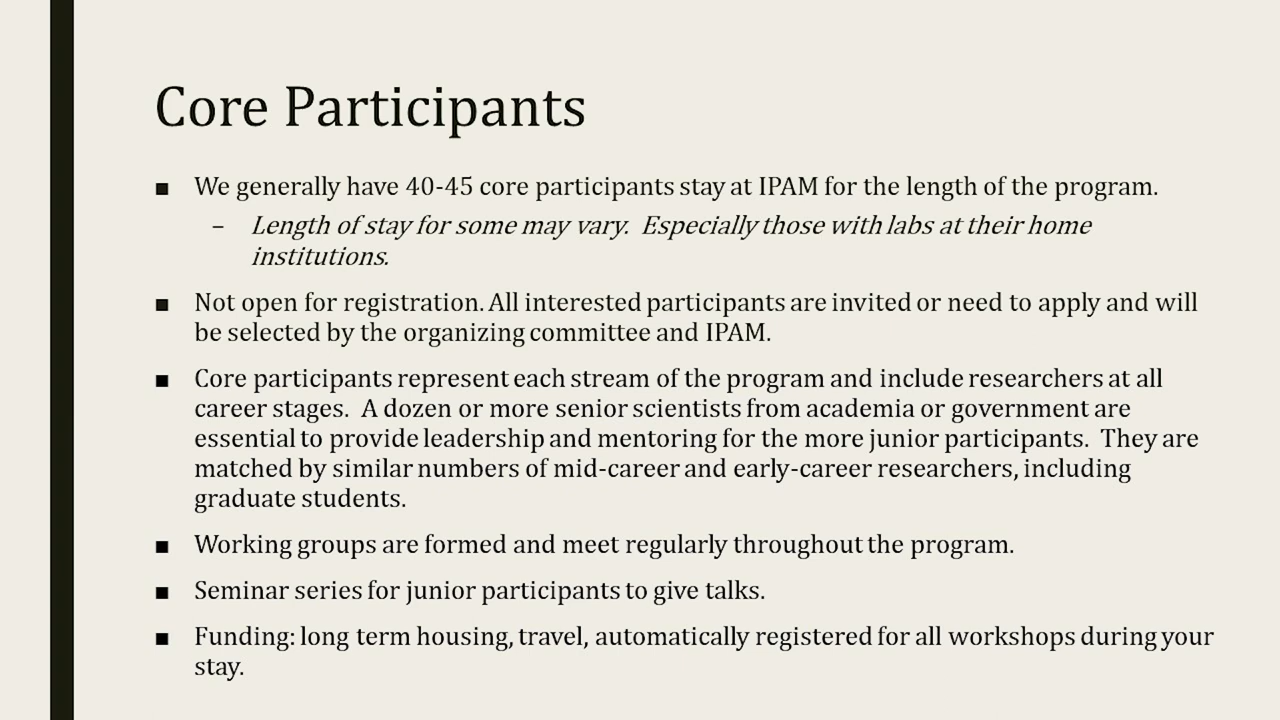 Core Participants
■ We generally have 40-45 core participants stay at IPAM for the length of the program.
– Length of stay for some may vary.  Especially those with labs at their home
institutions.
■ Not open for registration. All interested participants are invited or need to apply and will
be selected by the organizing committee and IPAM.
■ Core participants represent each stream of the program and include researchers at all
career stages.  A dozen or more senior scientists from academia or government are
essential to provide leadership and mentoring for the more junior participants.  They are
matched by similar numbers of mid-career and early-career researchers, including
graduate students.
■ Working groups are formed and meet regularly throughout the program.
■ Seminar series for junior participants to give talks.
■ Funding: long term housing, travel, automatically registered for all workshops during your
stay.